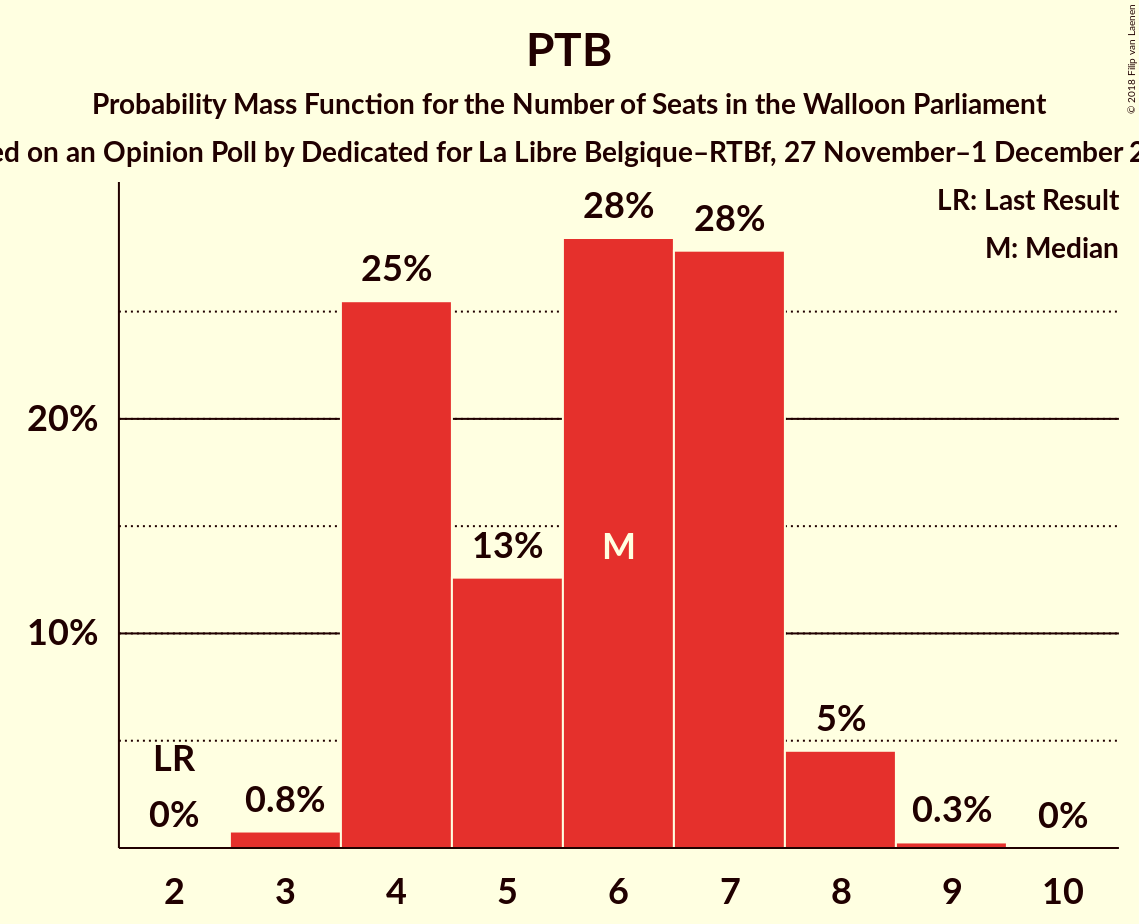 PTB
Probability Mass Function for the Number of Seats in the Walloon Parliament
on an Opinion Poll by Dedicated for La Libre Belgique–RTBf, 27 November–1 December
LR: Last Result
M: Median
28%
28%
25%
20%
13%
M
10%
5%
LR
0%
0.8%
0.3%
0%
2 3 4 5 6 7 8 9 10
© 2018 Filip van Laenen